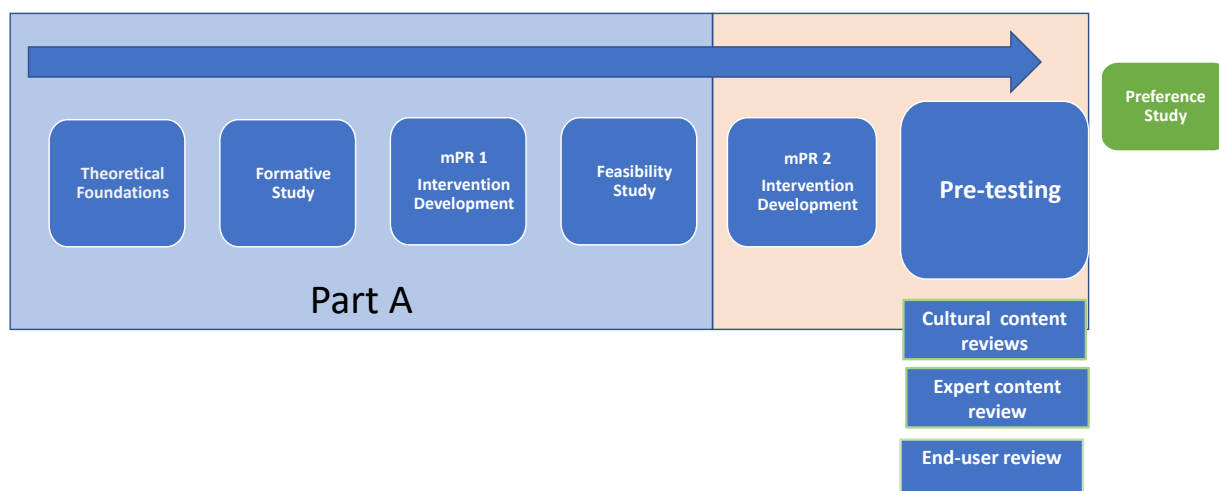 Preference
Study
Theoretical
Foundations
Formative
Study
mPR 1
Intervention
Development
Feasibility
Study
mPR 2
Intervention
Development
Pre-testing
Part A
Cultural content
reviews
Expert content
review
End-user review